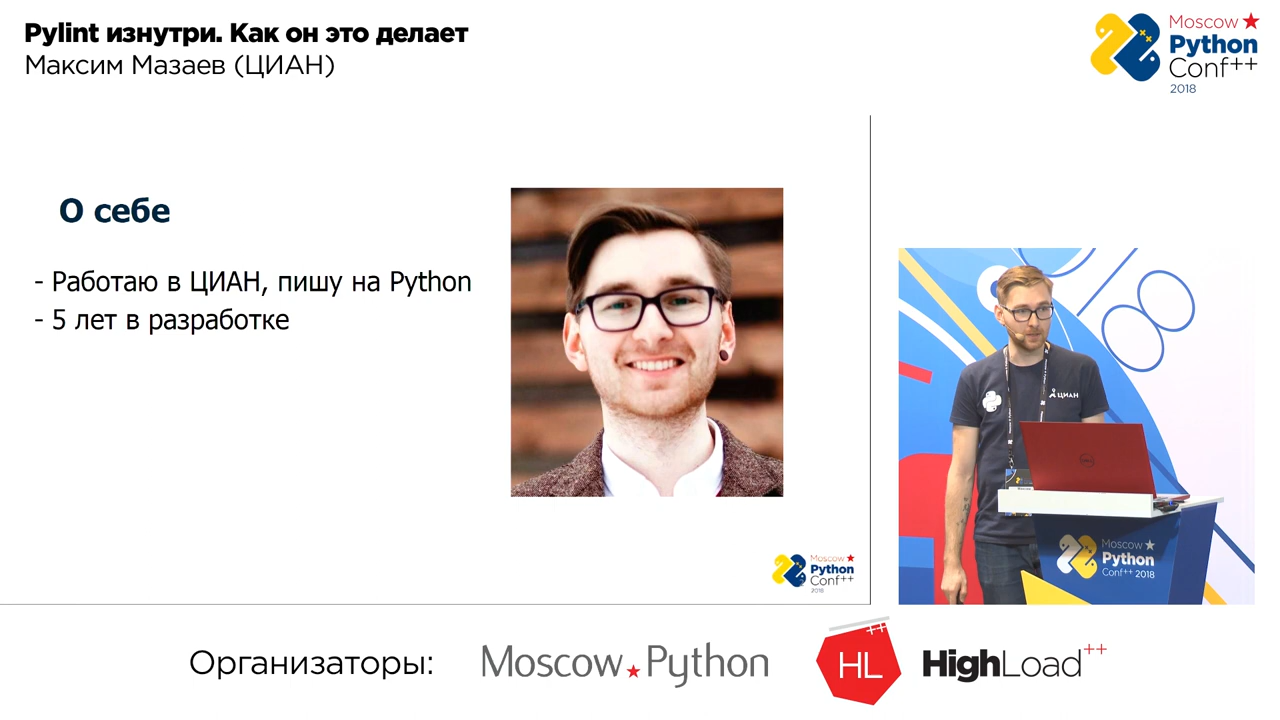 Pylint изнутри. Как он это делает
Максим Мазаев (ЦИАН)
Moscow
Python
Conf++
2018
О себе
- Работаю в ЦИАН, пишу на Python
- 5 лет в разработке
ЦИАН
DELL
Moscow
Python
Conf++ 2018
Moscow
Python
Conf++
2018
Организаторы:
Moscow Python
HL++
HighLoad++